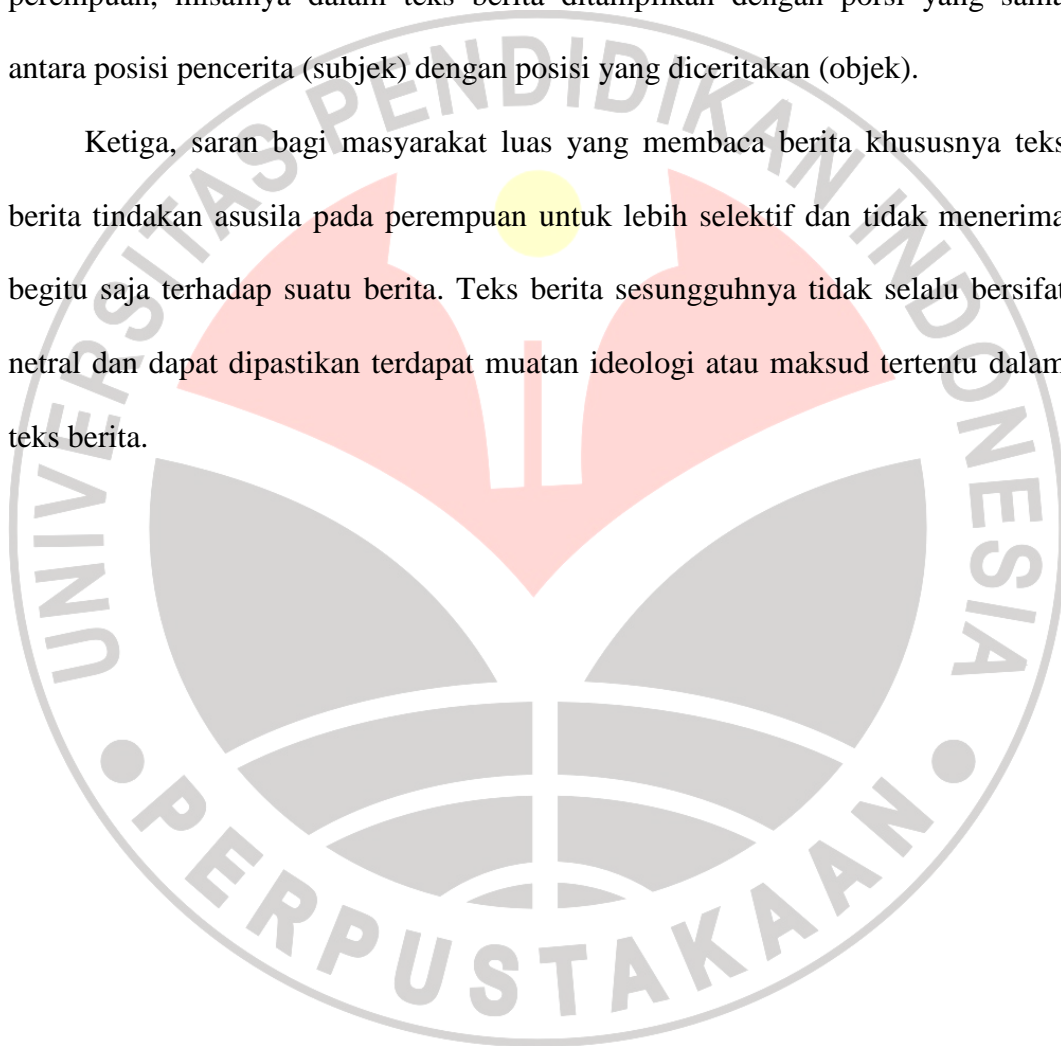 perempuan, misalnya dalam teks berita ditampilkan dengan porsi yang sama
antara posisi pencerita (subjek) dengan posisi yang diceritakan (objek).
Ketiga, saran bagi masyarakat luas yang membaca berita khususnya teks
berita tindakan asusila pada perempuan untuk lebih selektif dan tidak menerima
begitu saja terhadap suatu berita. Teks berita sesungguhnya tidak selalu bersifat
netral dan dapat dipastikan terdapat muatan ideologi atau maksud tertentu dalam
teks berita.
UNIVERSITAS PENDIDIKAN INDONESIA
PERPUSTAKAAN